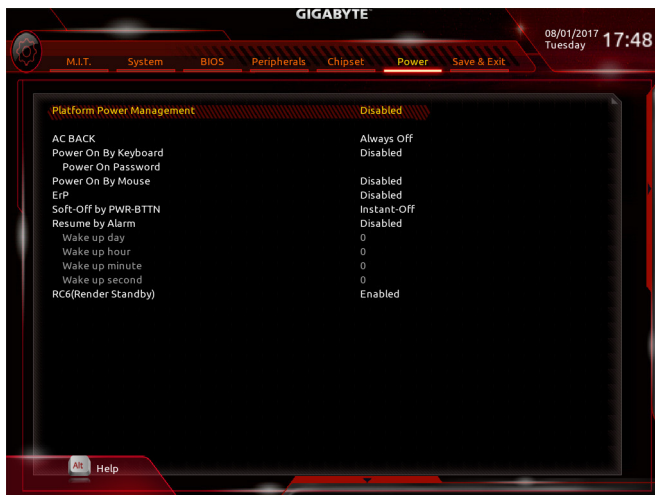 GIGABYTE™
08/01/2017 Tuesday 17:48
M.I.T. System BIOS Peripherals Chipset Power Save & Exit
Platform Power Management Disabled
AC BACK Always Off
Power On By Keyboard Disabled
Power On Password
Power On By Mouse Disabled
ErP Disabled
Soft-Off by PWR-BTTN Instant-Off
Resume by Alarm Disabled
Wake up day 0
Wake up hour 0
Wake up minute 0
Wake up second 0
RC6(Render Standby) Enabled
Alt Help